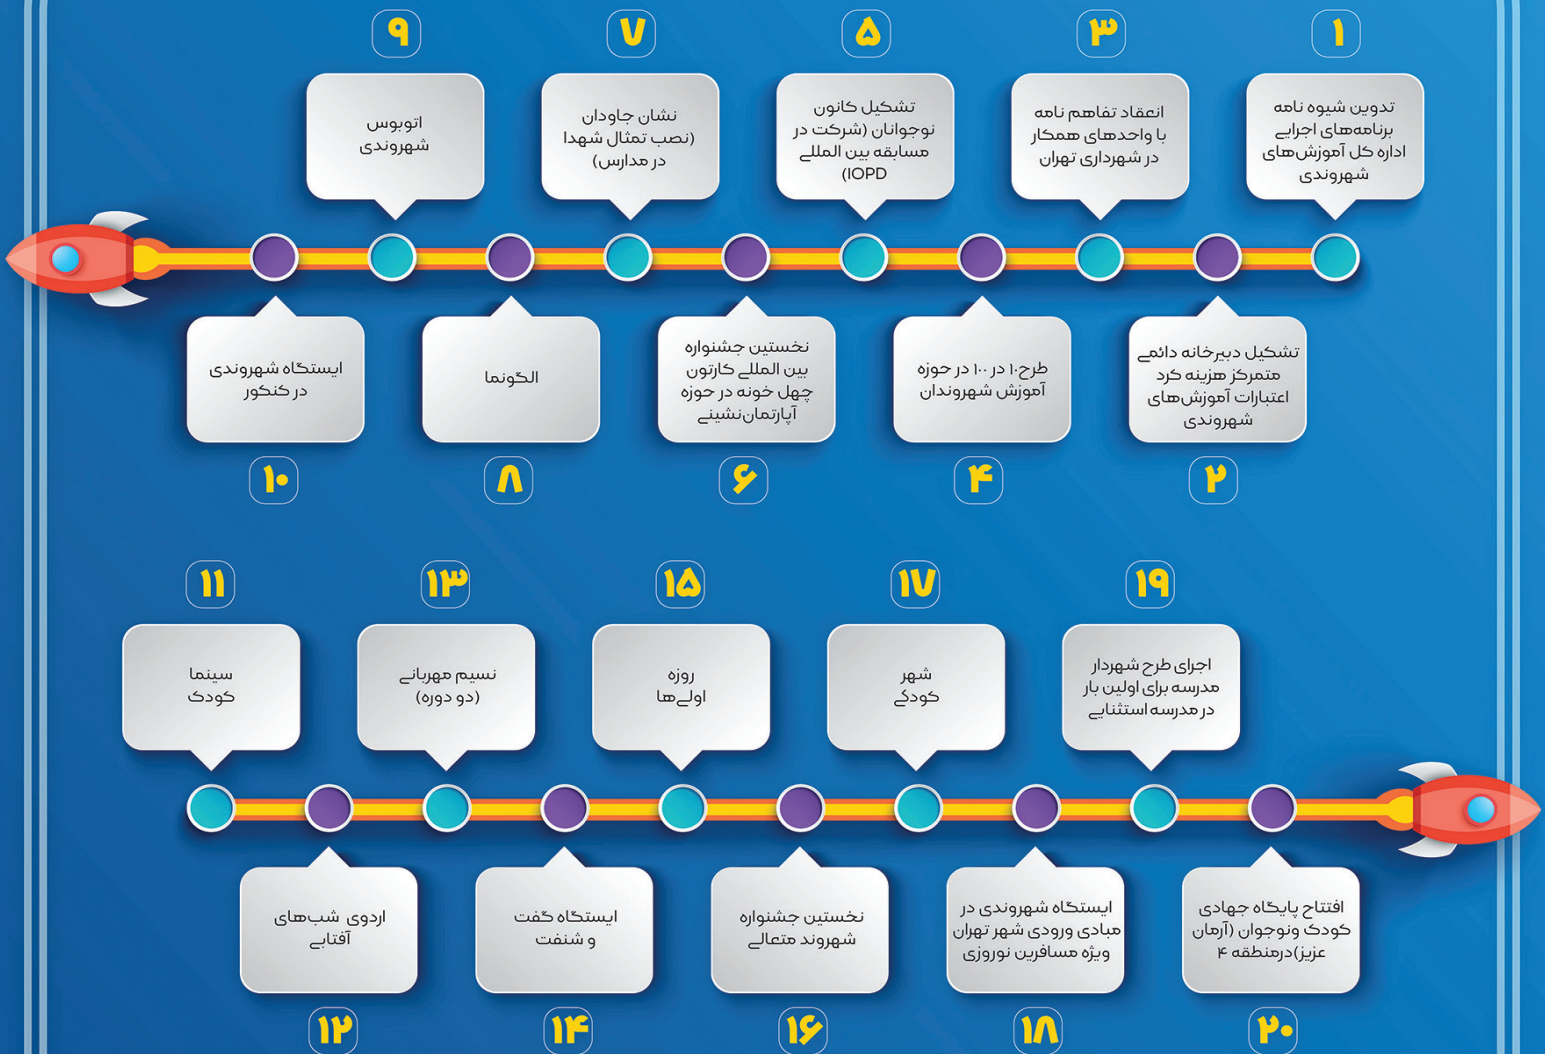 ۱
تدوین شیوه نامه
برنامه‌های اجرایی
اداره کل آموزش‌های
شهروندی
۲
تشکیل دبیرخانه دائمی
متمرکز هزینه کرد
اعتبارات آموزش‌های
شهروندی
۳
انعقاد تفاهم نامه
با واحدهای همکار
در شهرداری تهران
۴
طرح۱۰ در ۱۰۰ در حوزه
آموزش شهروندان
۵
تشکیل کانون
نوجوانان (شرکت در
مسابقه بین المللی
IOPD)
۶
نخستین جشنواره
بین المللی کارتون
چهل خونه در حوزه
آپارتمان‌نشینی
۷
نشان جاودان
(نصب تمثال شهدا
در مدارس)
۸
الگونما
۹
اتوبوس
شهروندی
۱۰
ایستگاه شهروندی
در کنکور
۱۱
سینما
کودک
۱۲
اردوی شب‌های
آفتابی
۱۳
نسیم مهربانی
(دو دوره)
۱۴
ایستگاه گفت
و شنفت
۱۵
روزه
اولی‌ها
۱۶
نخستین جشنواره
شهروند متعالی
۱۷
شهر
کودکی
۱۸
ایستگاه شهروندی در
مبادی ورودی شهر تهران
ویژه مسافرین نوروزی
۱۹
اجرای طرح شهردار
مدرسه برای اولین بار
در مدرسه استثنایی
۲۰
افتتاح پایگاه جهادی
کودک ونوجوان (آرمان
عزیز)درمنطقه ۴